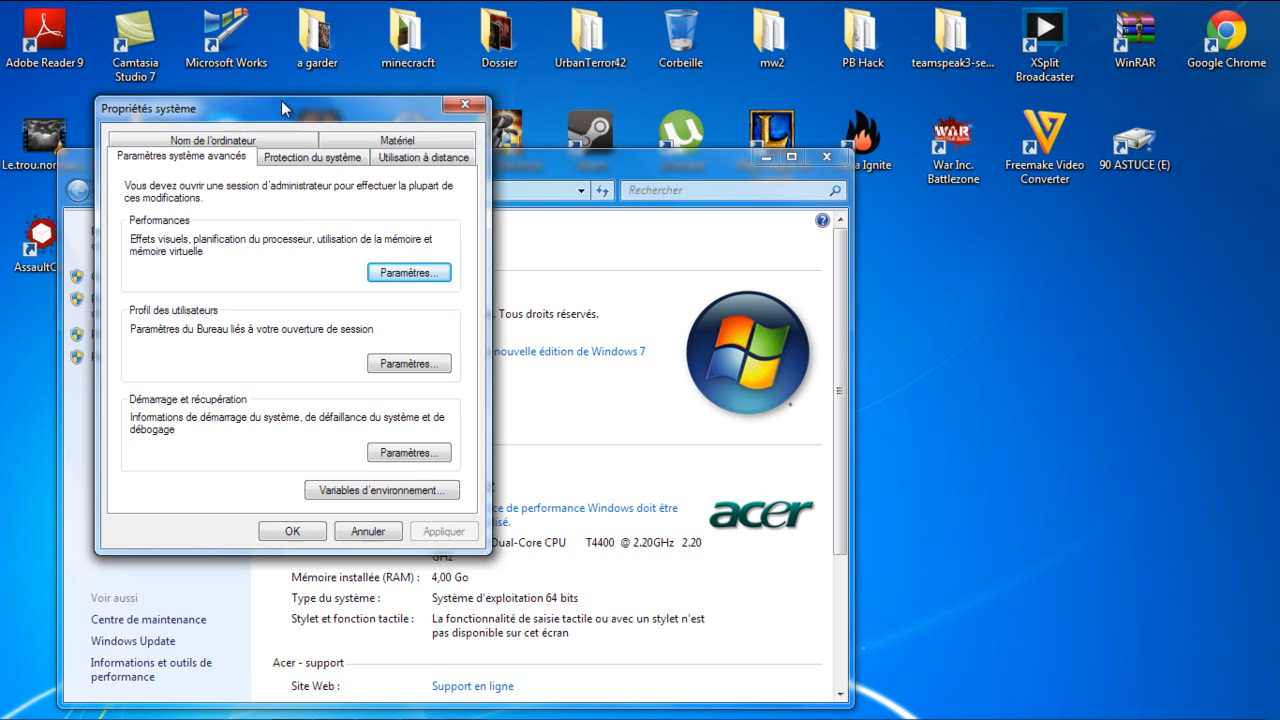 Adobe Reader 9
Camtasia
Studio 7
Microsoft Works
a garder
minecracft
Dossier
UrbanTerror42
Corbeille
mw2
PB Hack
teamspeak3-se...
XSplit
Broadcaster
WinRAR
Google Chrome
Le.trou.nor
Ignite
War Inc.
Battlezone
Freemake Video
Converter
90 ASTUCE (E)
AssaultC
Propriétés système
Nom de l'ordinateur
Matériel
Paramètres système avancés
Protection du système
Utilisation à distance
Vous devez ouvrir une session d'administrateur pour effectuer la plupart de
ces modifications.
Performances
Effets visuels, planification du processeur, utilisation de la mémoire et
mémoire virtuelle
Paramètres...
Profil des utilisateurs
Paramètres du Bureau liés à votre ouverture de session
Paramètres...
Démarrage et récupération
Informations de démarrage du système, de défaillance du système et de
débogage
Paramètres...
Variables d'environnement...
OK
Annuler
Appliquer
Rechercher
Tous droits réservés.
nouvelle édition de Windows 7
ce de performance Windows doit être
isé.
acer
Dual-Core CPU T4400 @ 2.20GHz 2.20
GHz
Mémoire installée (RAM) : 4,00 Go
Type du système : Système d'exploitation 64 bits
Stylet et fonction tactile : La fonctionnalité de saisie tactile ou avec un stylet n'est
pas disponible sur cet écran
Acer - support
Site Web : Support en ligne
Voir aussi
Centre de maintenance
Windows Update
Informations et outils de
performance